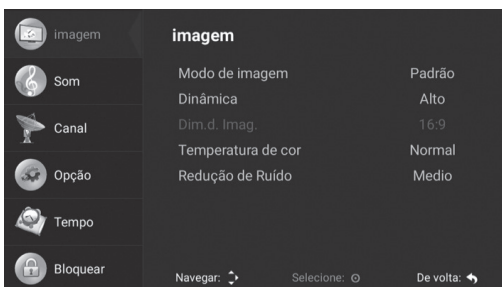 imagem
Som
Canal
Opção
Tempo
Bloquear
imagem
Modo de imagem Padrão
Dinâmica Alto
Dim.d. Imag. 16:9
Temperatura de cor Normal
Redução de Ruído Medio
Navegar: Selecione: De volta: